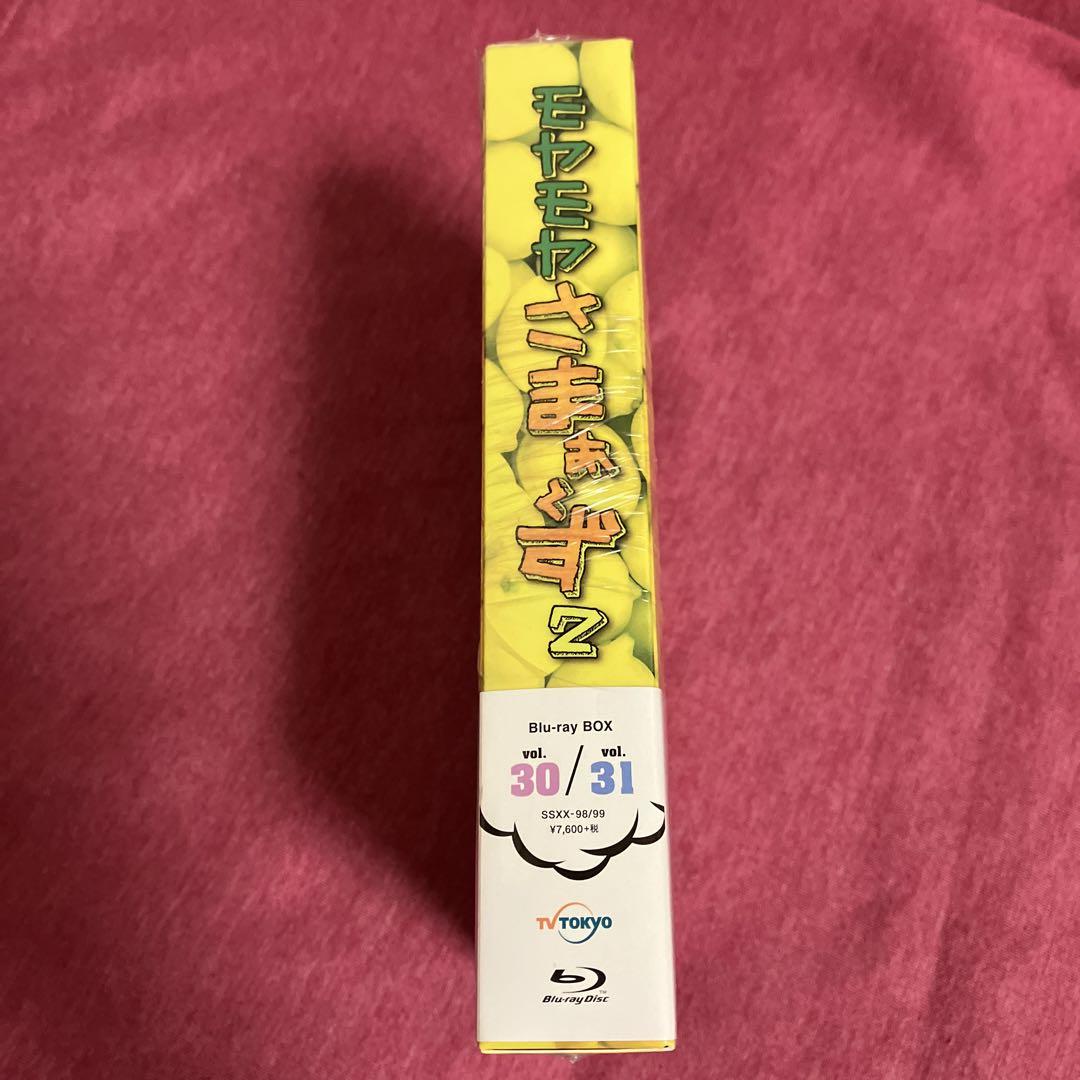 モヤモヤさまぁ〜ず2
Blu-ray BOX
vol. 30 / vol. 31
SSXX-98/99
¥7,600+税
TV TOKYO
Blu-ray Disc™